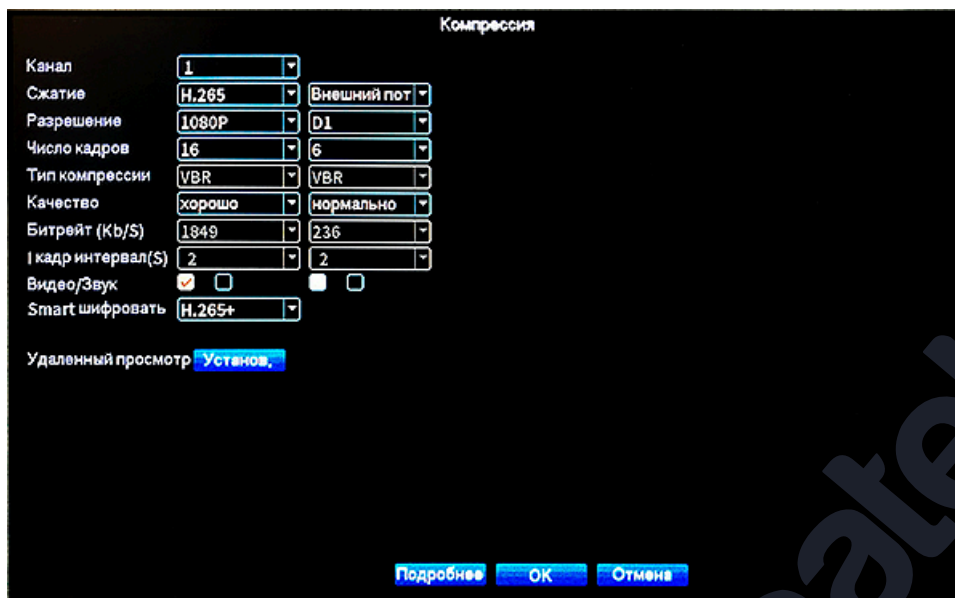 Компрессия
Канал 1
Сжатие H.265 Внешний пот
Разрешение 1080P D1
Число кадров 16 6
Тип компрессии VBR VBR
Качество хорошо нормально
Битрейт (Kb/S) 1849 236
I кадр интервал(S) 2 2
Видео/Звук
Smart шифровать H.265+
Удаленный просмотр Установ.
Подробнее ОК Отмена